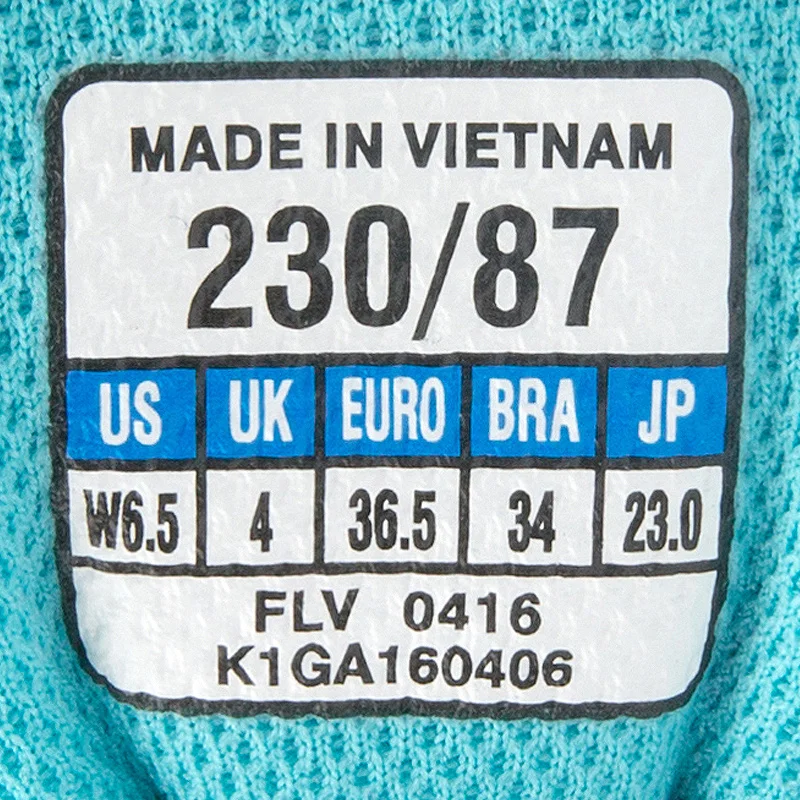 MADE IN VIETNAM
230/87
US UK EURO BRA JP
W6.5 4 36.5 34 23.0
FLV 0416
K1GA160406